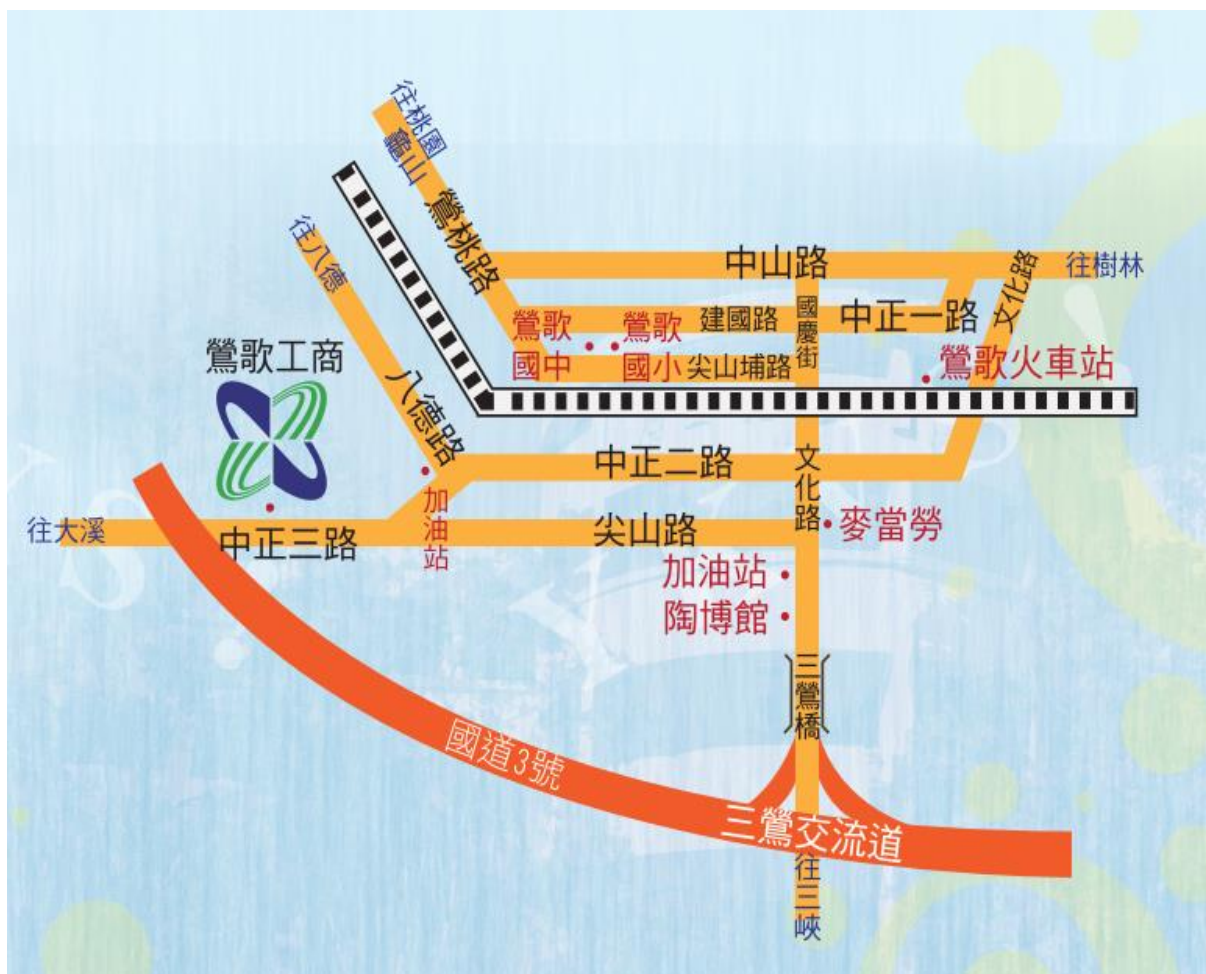 往桃園
龜山
鶯桃路
往八德
中山路
往樹林
文化路
鶯歌
國中
鶯歌
國小
建國路
國慶街
中正一路
尖山埔路
鶯歌火車站
鶯歌工商
八德路
中正二路
文化路
加油站
往大溪
中正三路
尖山路
麥當勞
加油站
陶博館
三鶯橋
國道3號
三鶯交流道
往三峽